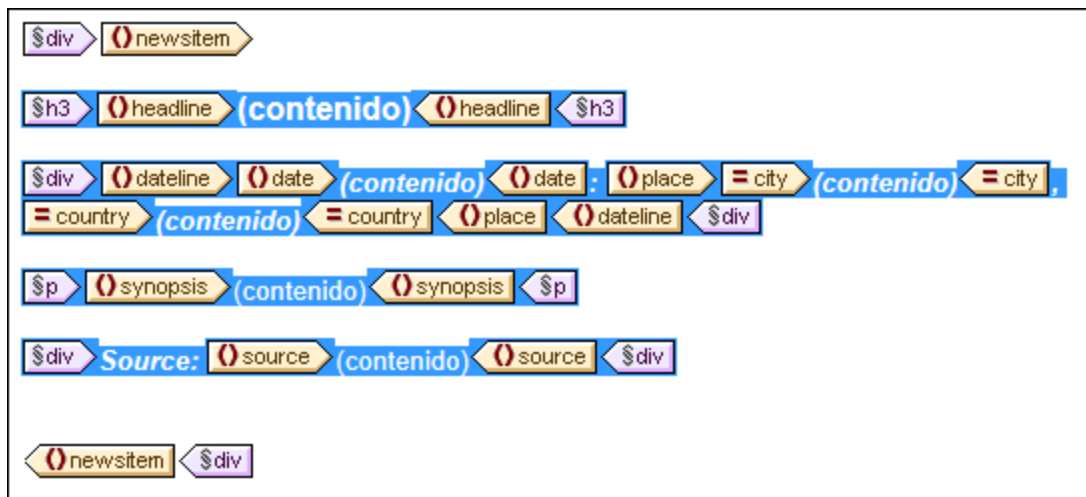 §div ()newsitem
§h3 ()headline (contenido) ()headline §h3
§div ()dateline ()date (contenido) ()date : ()place =city (contenido) =city ,
=country (contenido) =country ()place ()dateline §div
§p ()synopsis (contenido) ()synopsis §p
§div Source: ()source (contenido) ()source §div
()newsitem §div